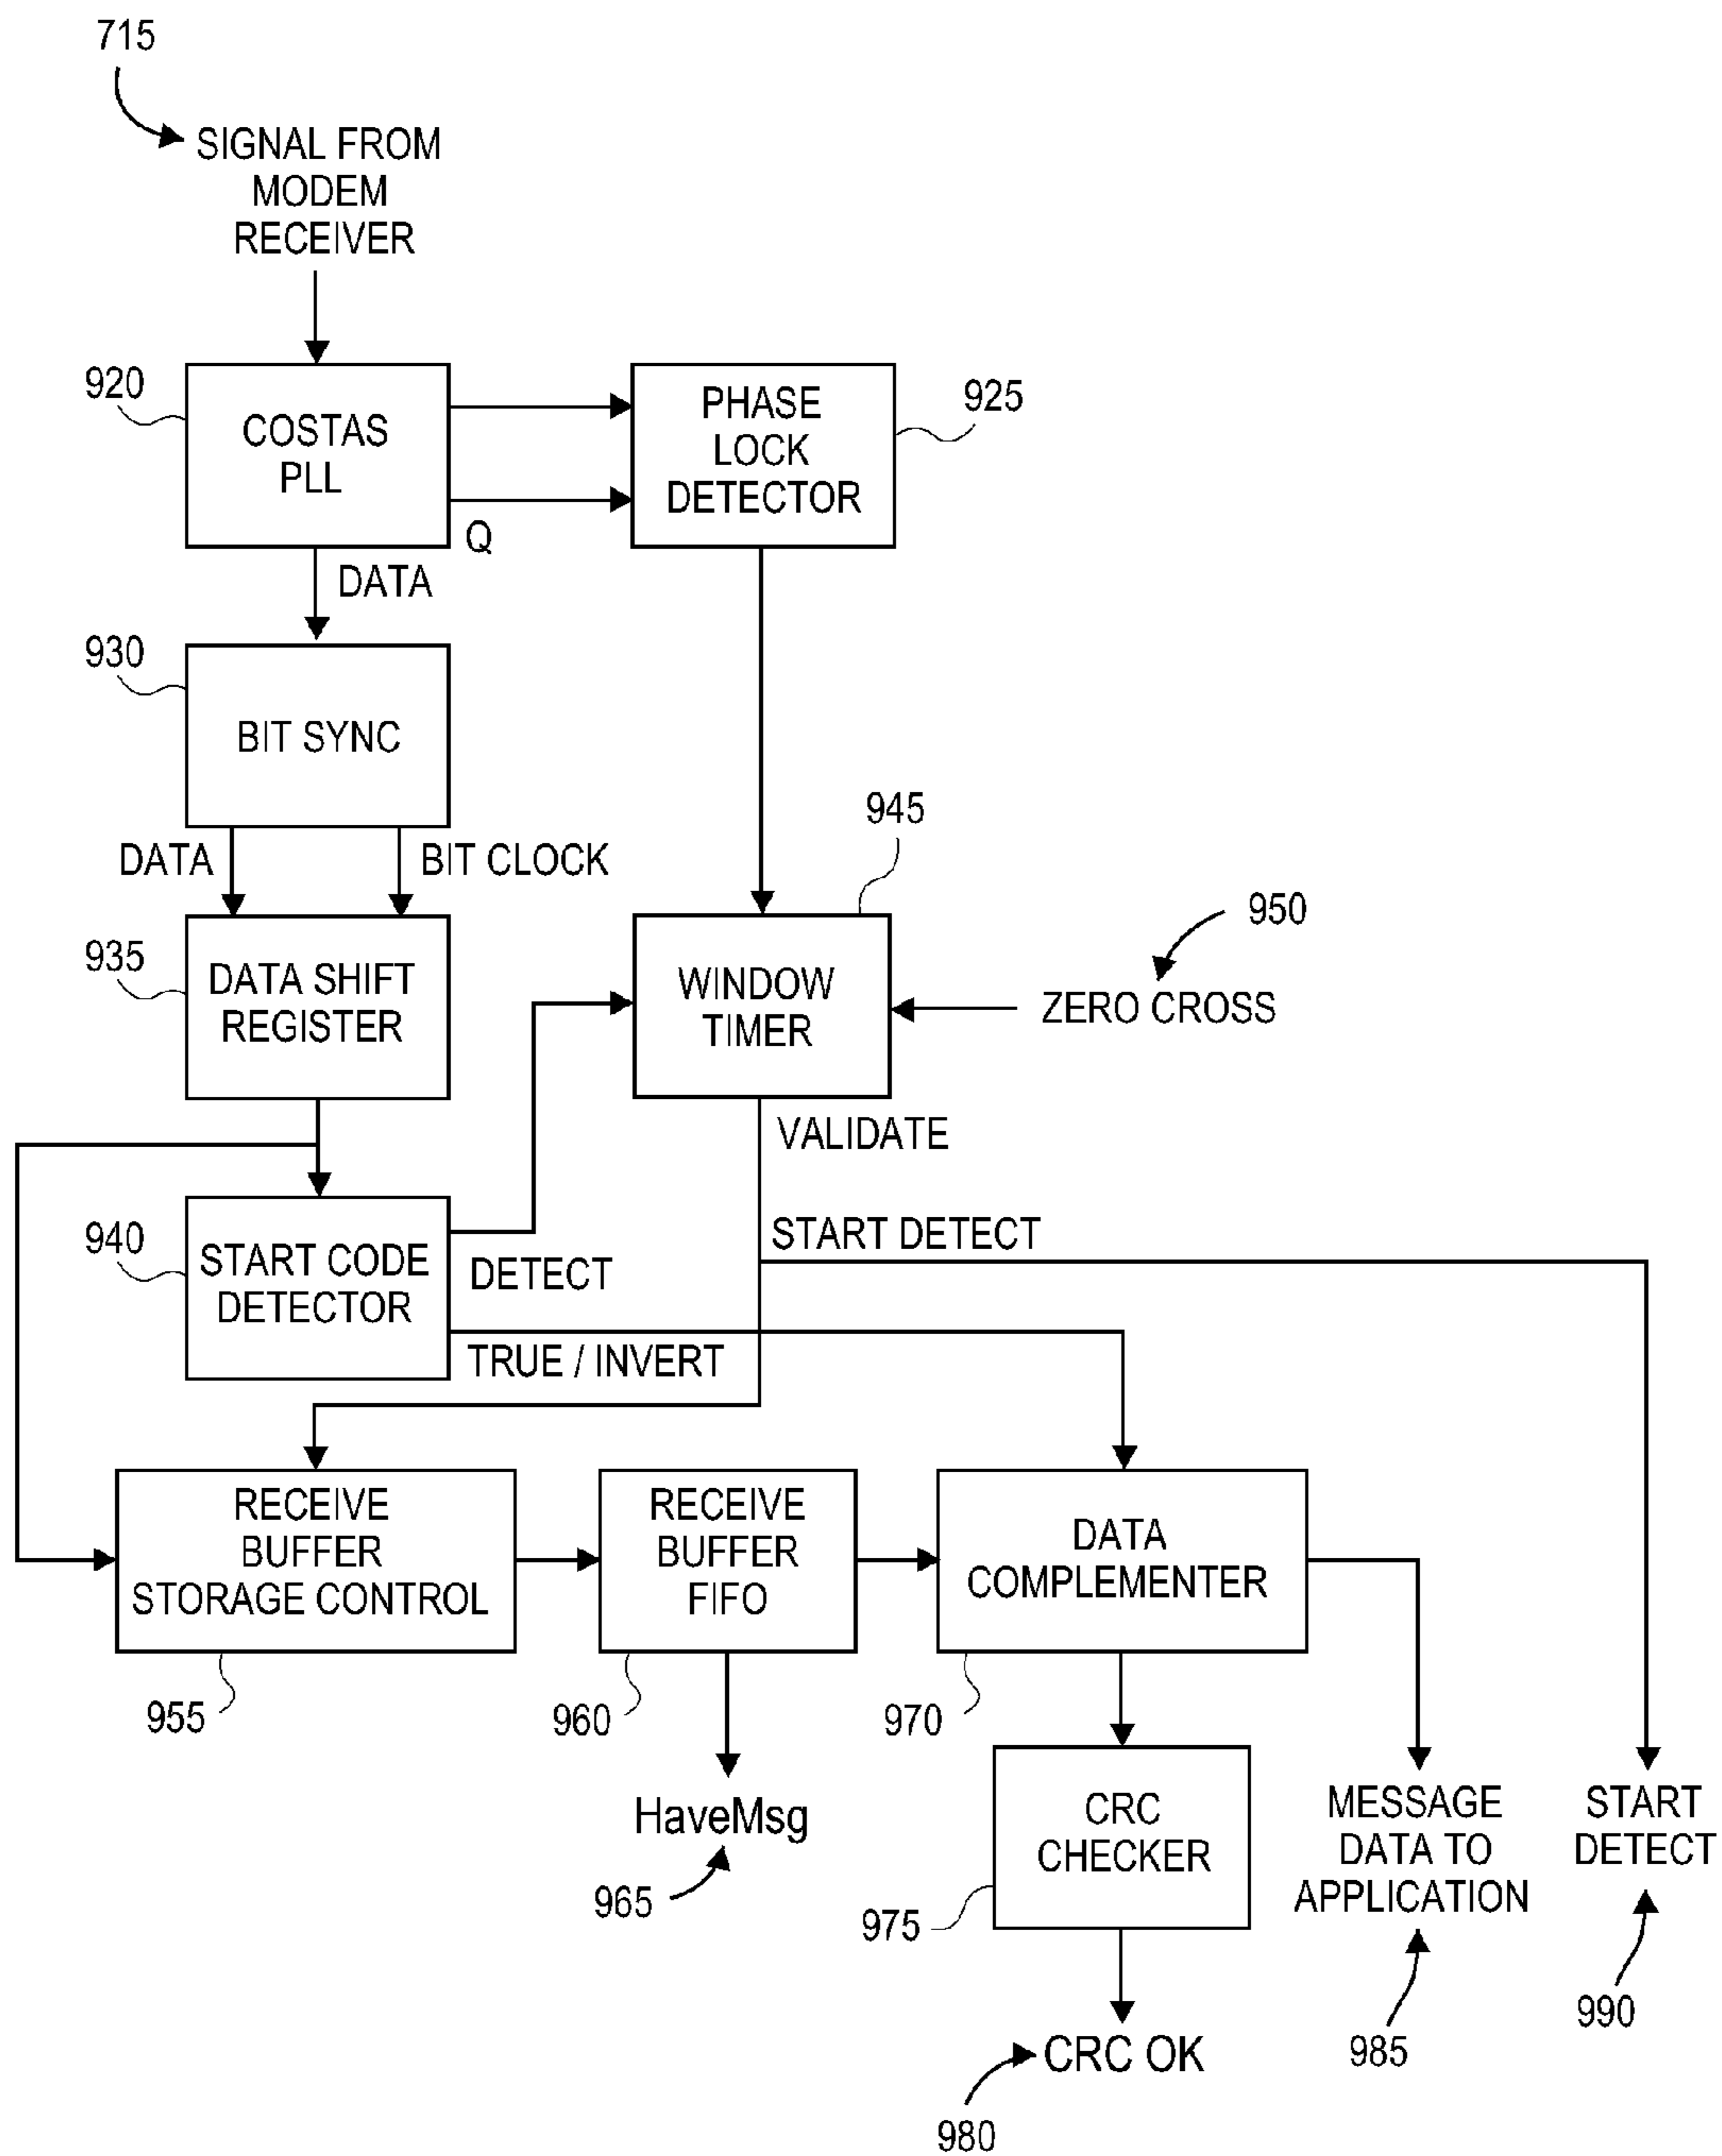 715
SIGNAL FROM
MODEM
RECEIVER
920
COSTAS
PLL
PHASE
LOCK
DETECTOR
925
Q
DATA
930
BIT SYNC
945
DATA
BIT CLOCK
950
935
DATA SHIFT
REGISTER
WINDOW
TIMER
ZERO CROSS
VALIDATE
940
START CODE
DETECTOR
DETECT
START DETECT
TRUE / INVERT
RECEIVE
BUFFER
STORAGE CONTROL
RECEIVE
BUFFER
FIFO
DATA
COMPLEMENTER
955
960
970
HaveMsg
965
CRC
CHECKER
975
MESSAGE
DATA TO
APPLICATION
START
DETECT
985
990
CRC OK
980